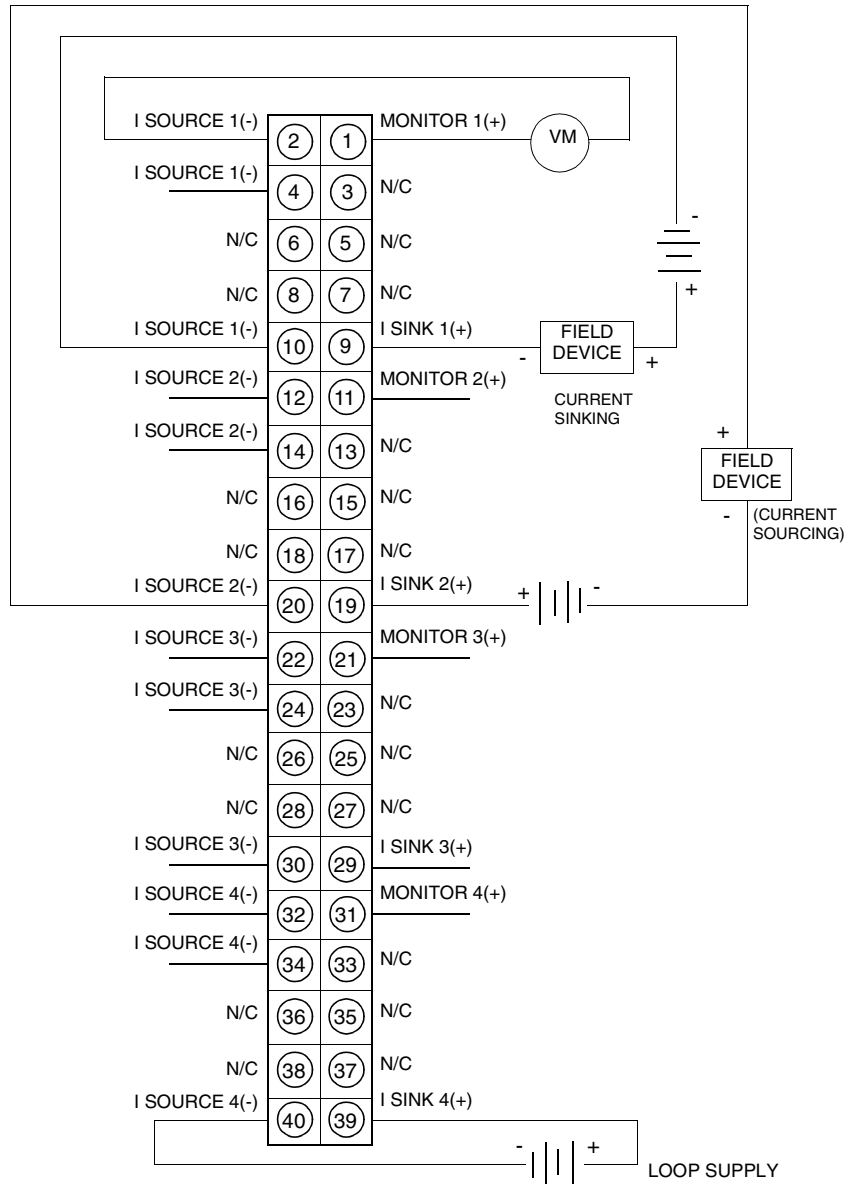 I SOURCE 1(-) 2 1 MONITOR 1(+) VM
I SOURCE 1(-) 4 3 N/C
N/C 6 5 N/C
-
N/C 8 7 N/C
+
I SOURCE 1(-) 10 9 I SINK 1(+)
- FIELD DEVICE +
CURRENT
SINKING
I SOURCE 2(-) 12 11 MONITOR 2(+)
I SOURCE 2(-) 14 13 N/C
+
FIELD
DEVICE
-
(CURRENT
SOURCING)
N/C 16 15 N/C
N/C 18 17 N/C
I SOURCE 2(-) 20 19 I SINK 2(+) + -
I SOURCE 3(-) 22 21 MONITOR 3(+)
I SOURCE 3(-) 24 23 N/C
N/C 26 25 N/C
N/C 28 27 N/C
I SOURCE 3(-) 30 29 I SINK 3(+)
I SOURCE 4(-) 32 31 MONITOR 4(+)
I SOURCE 4(-) 34 33 N/C
N/C 36 35 N/C
N/C 38 37 N/C
I SOURCE 4(-) 40 39 I SINK 4(+)
- +
LOOP SUPPLY